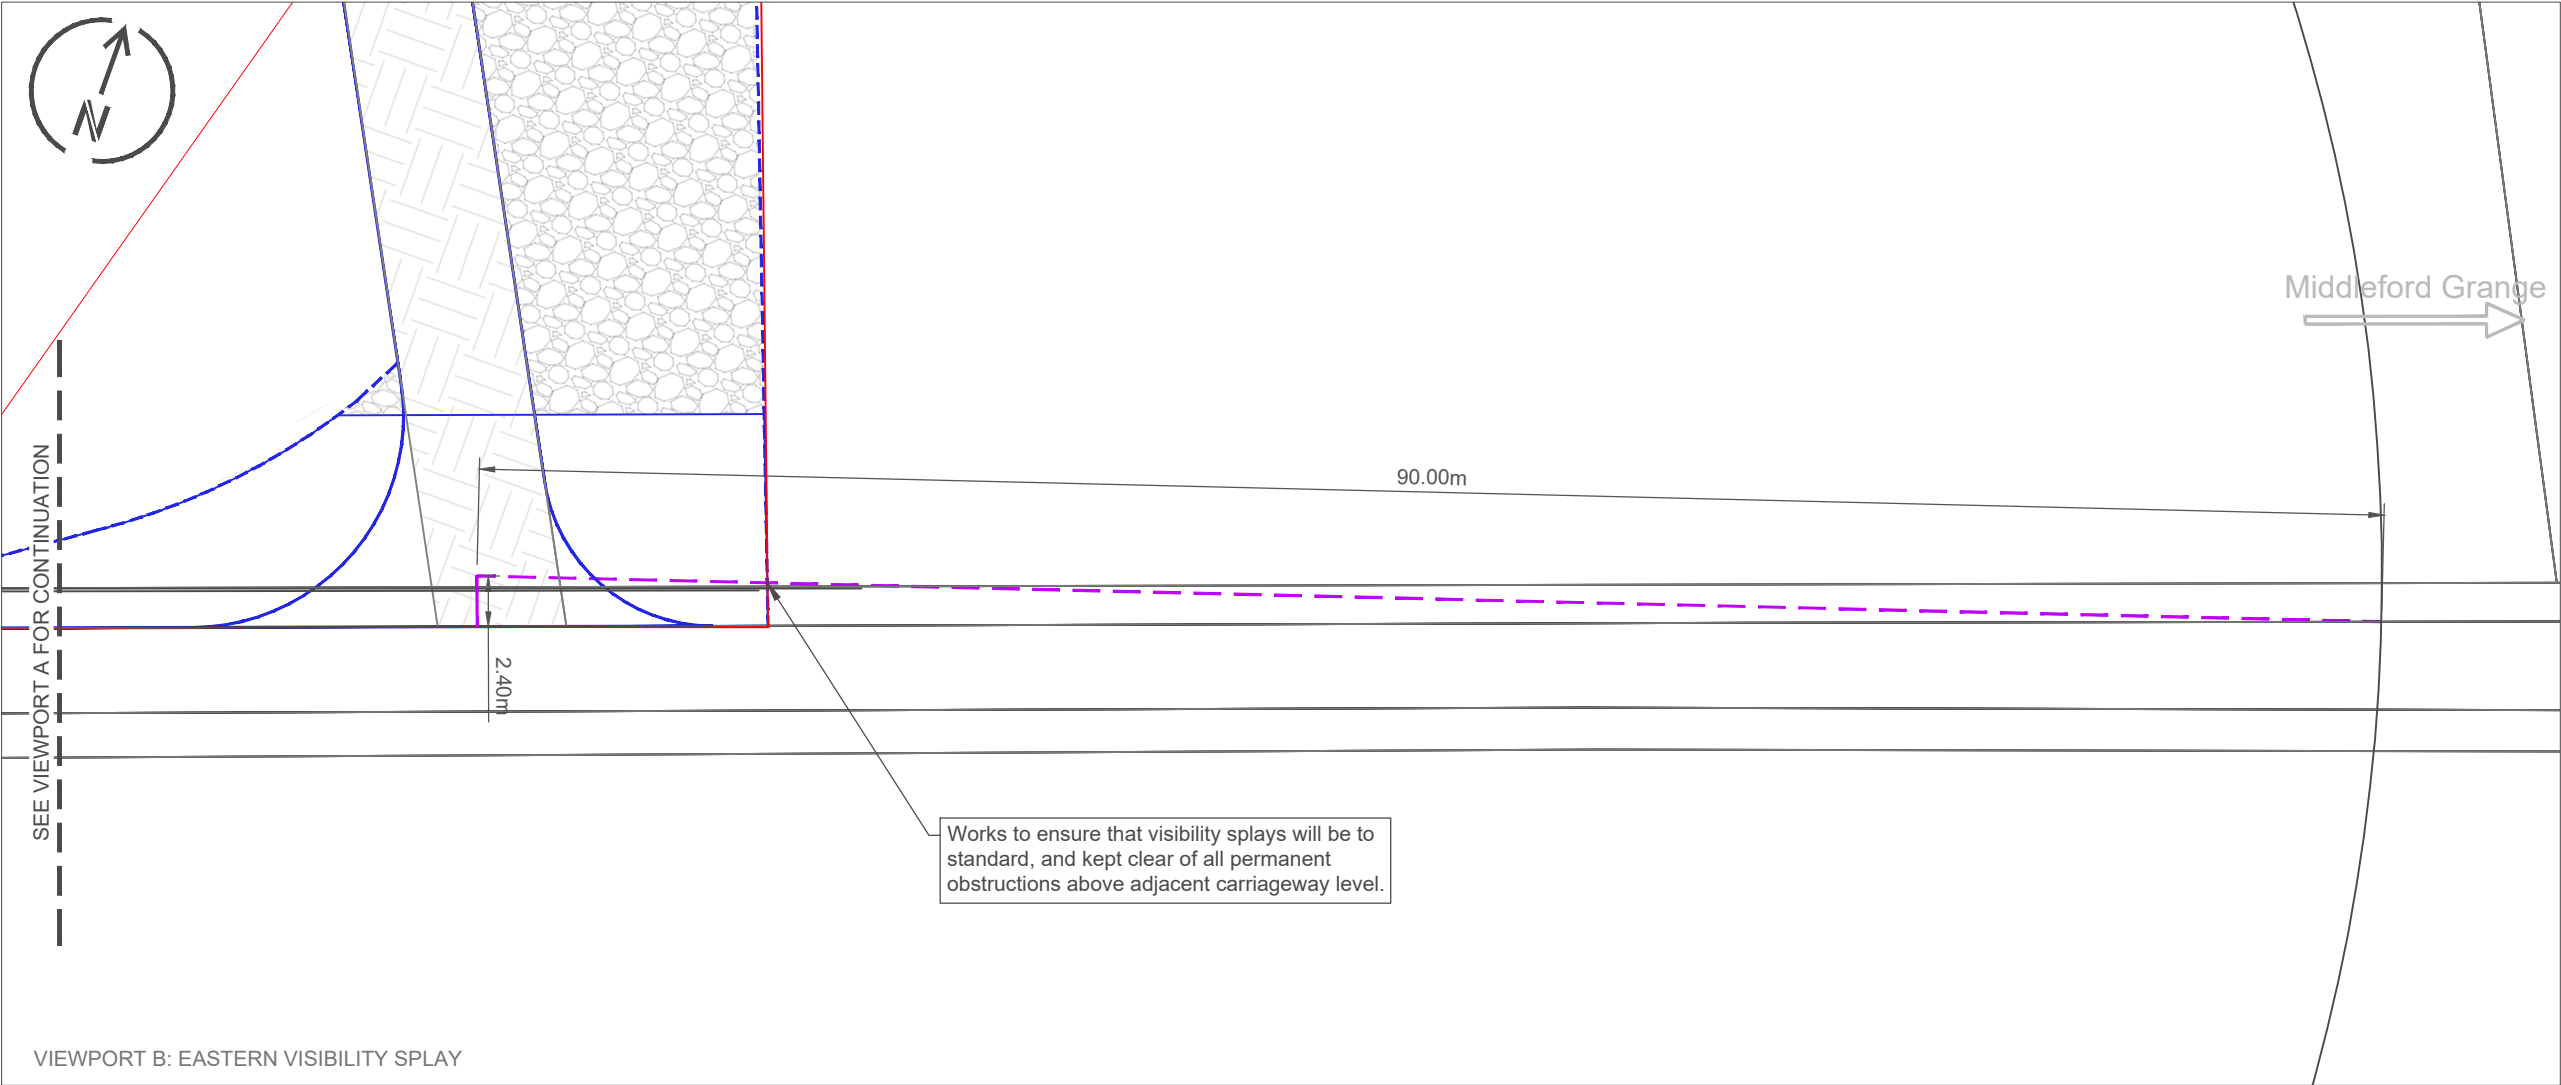 N
Middleford Grange
90.00m
SEE VIEWPORT A FOR CONTINUATION
2.40m
Works to ensure that visibility splays will be to
standard, and kept clear of all permanent
obstructions above adjacent carriageway level.
VIEWPORT B: EASTERN VISIBILITY SPLAY